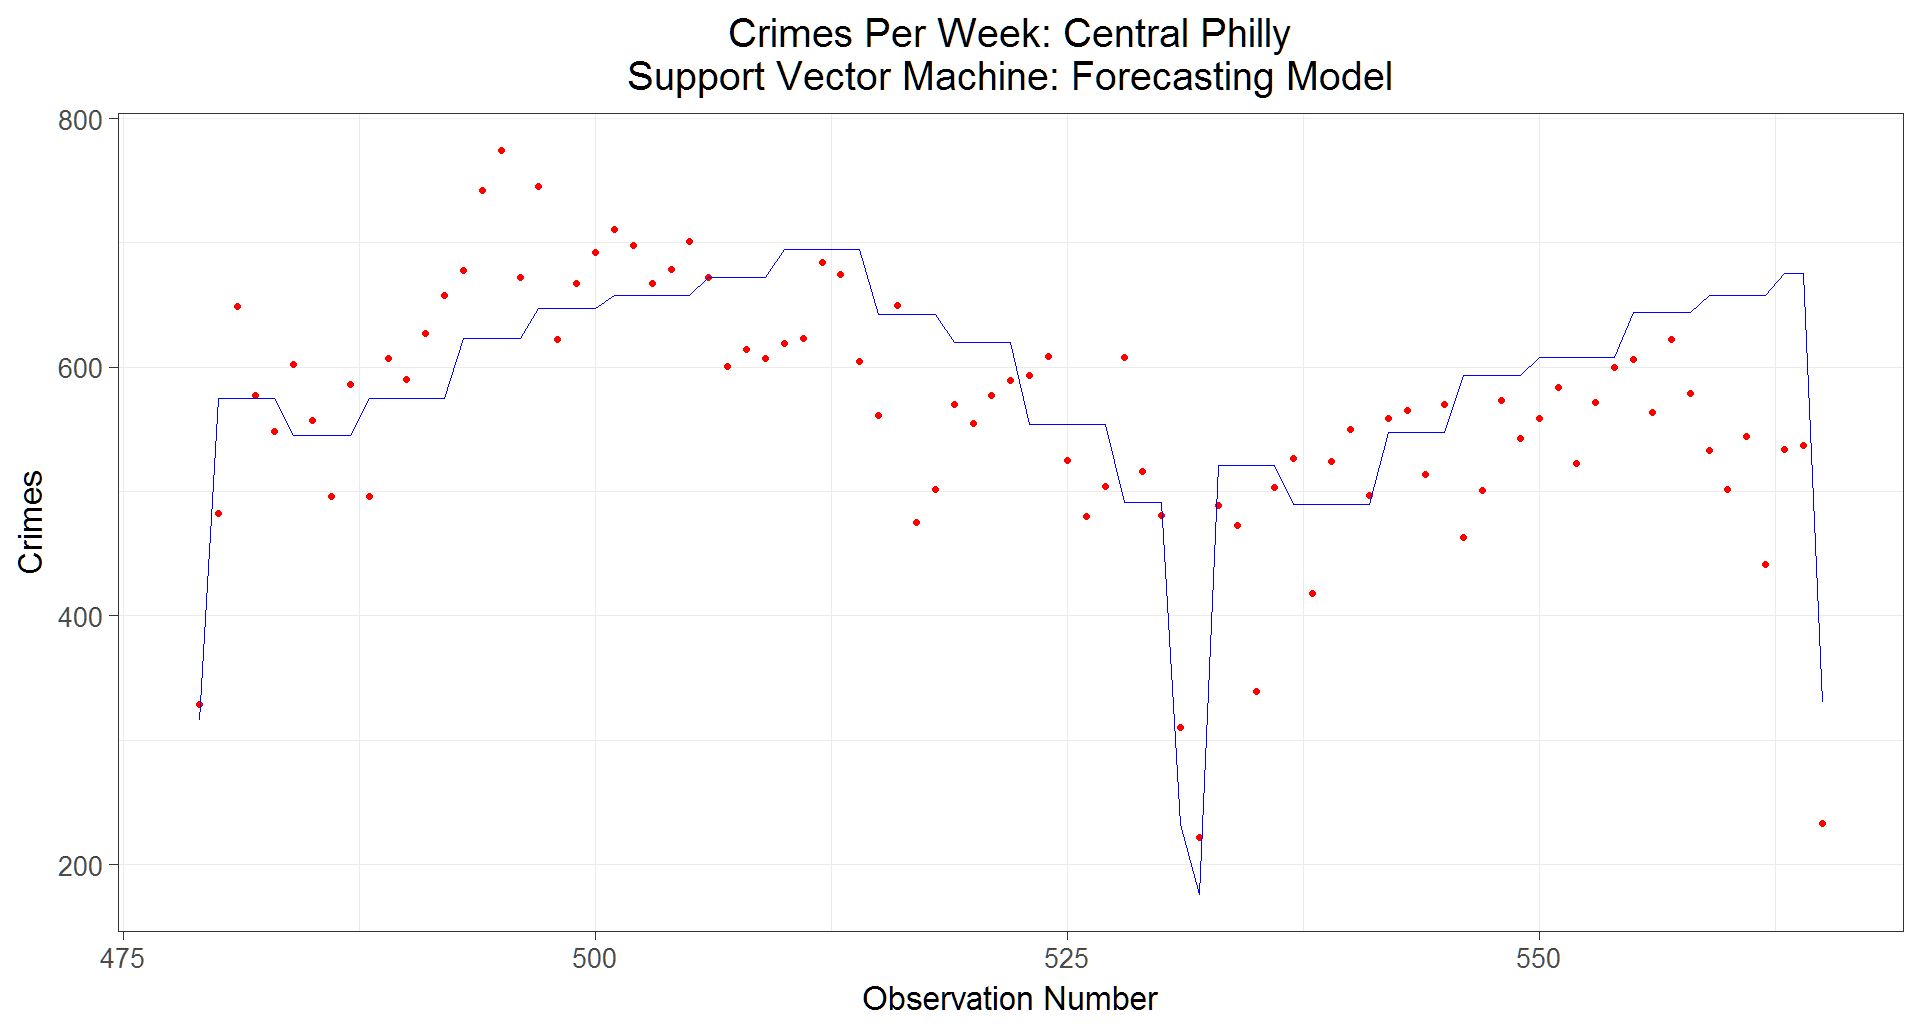 Crimes Per Week: Central Philly
Support Vector Machine: Forecasting Model
800
600
400
200
Crimes
475
500
525
550
Observation Number